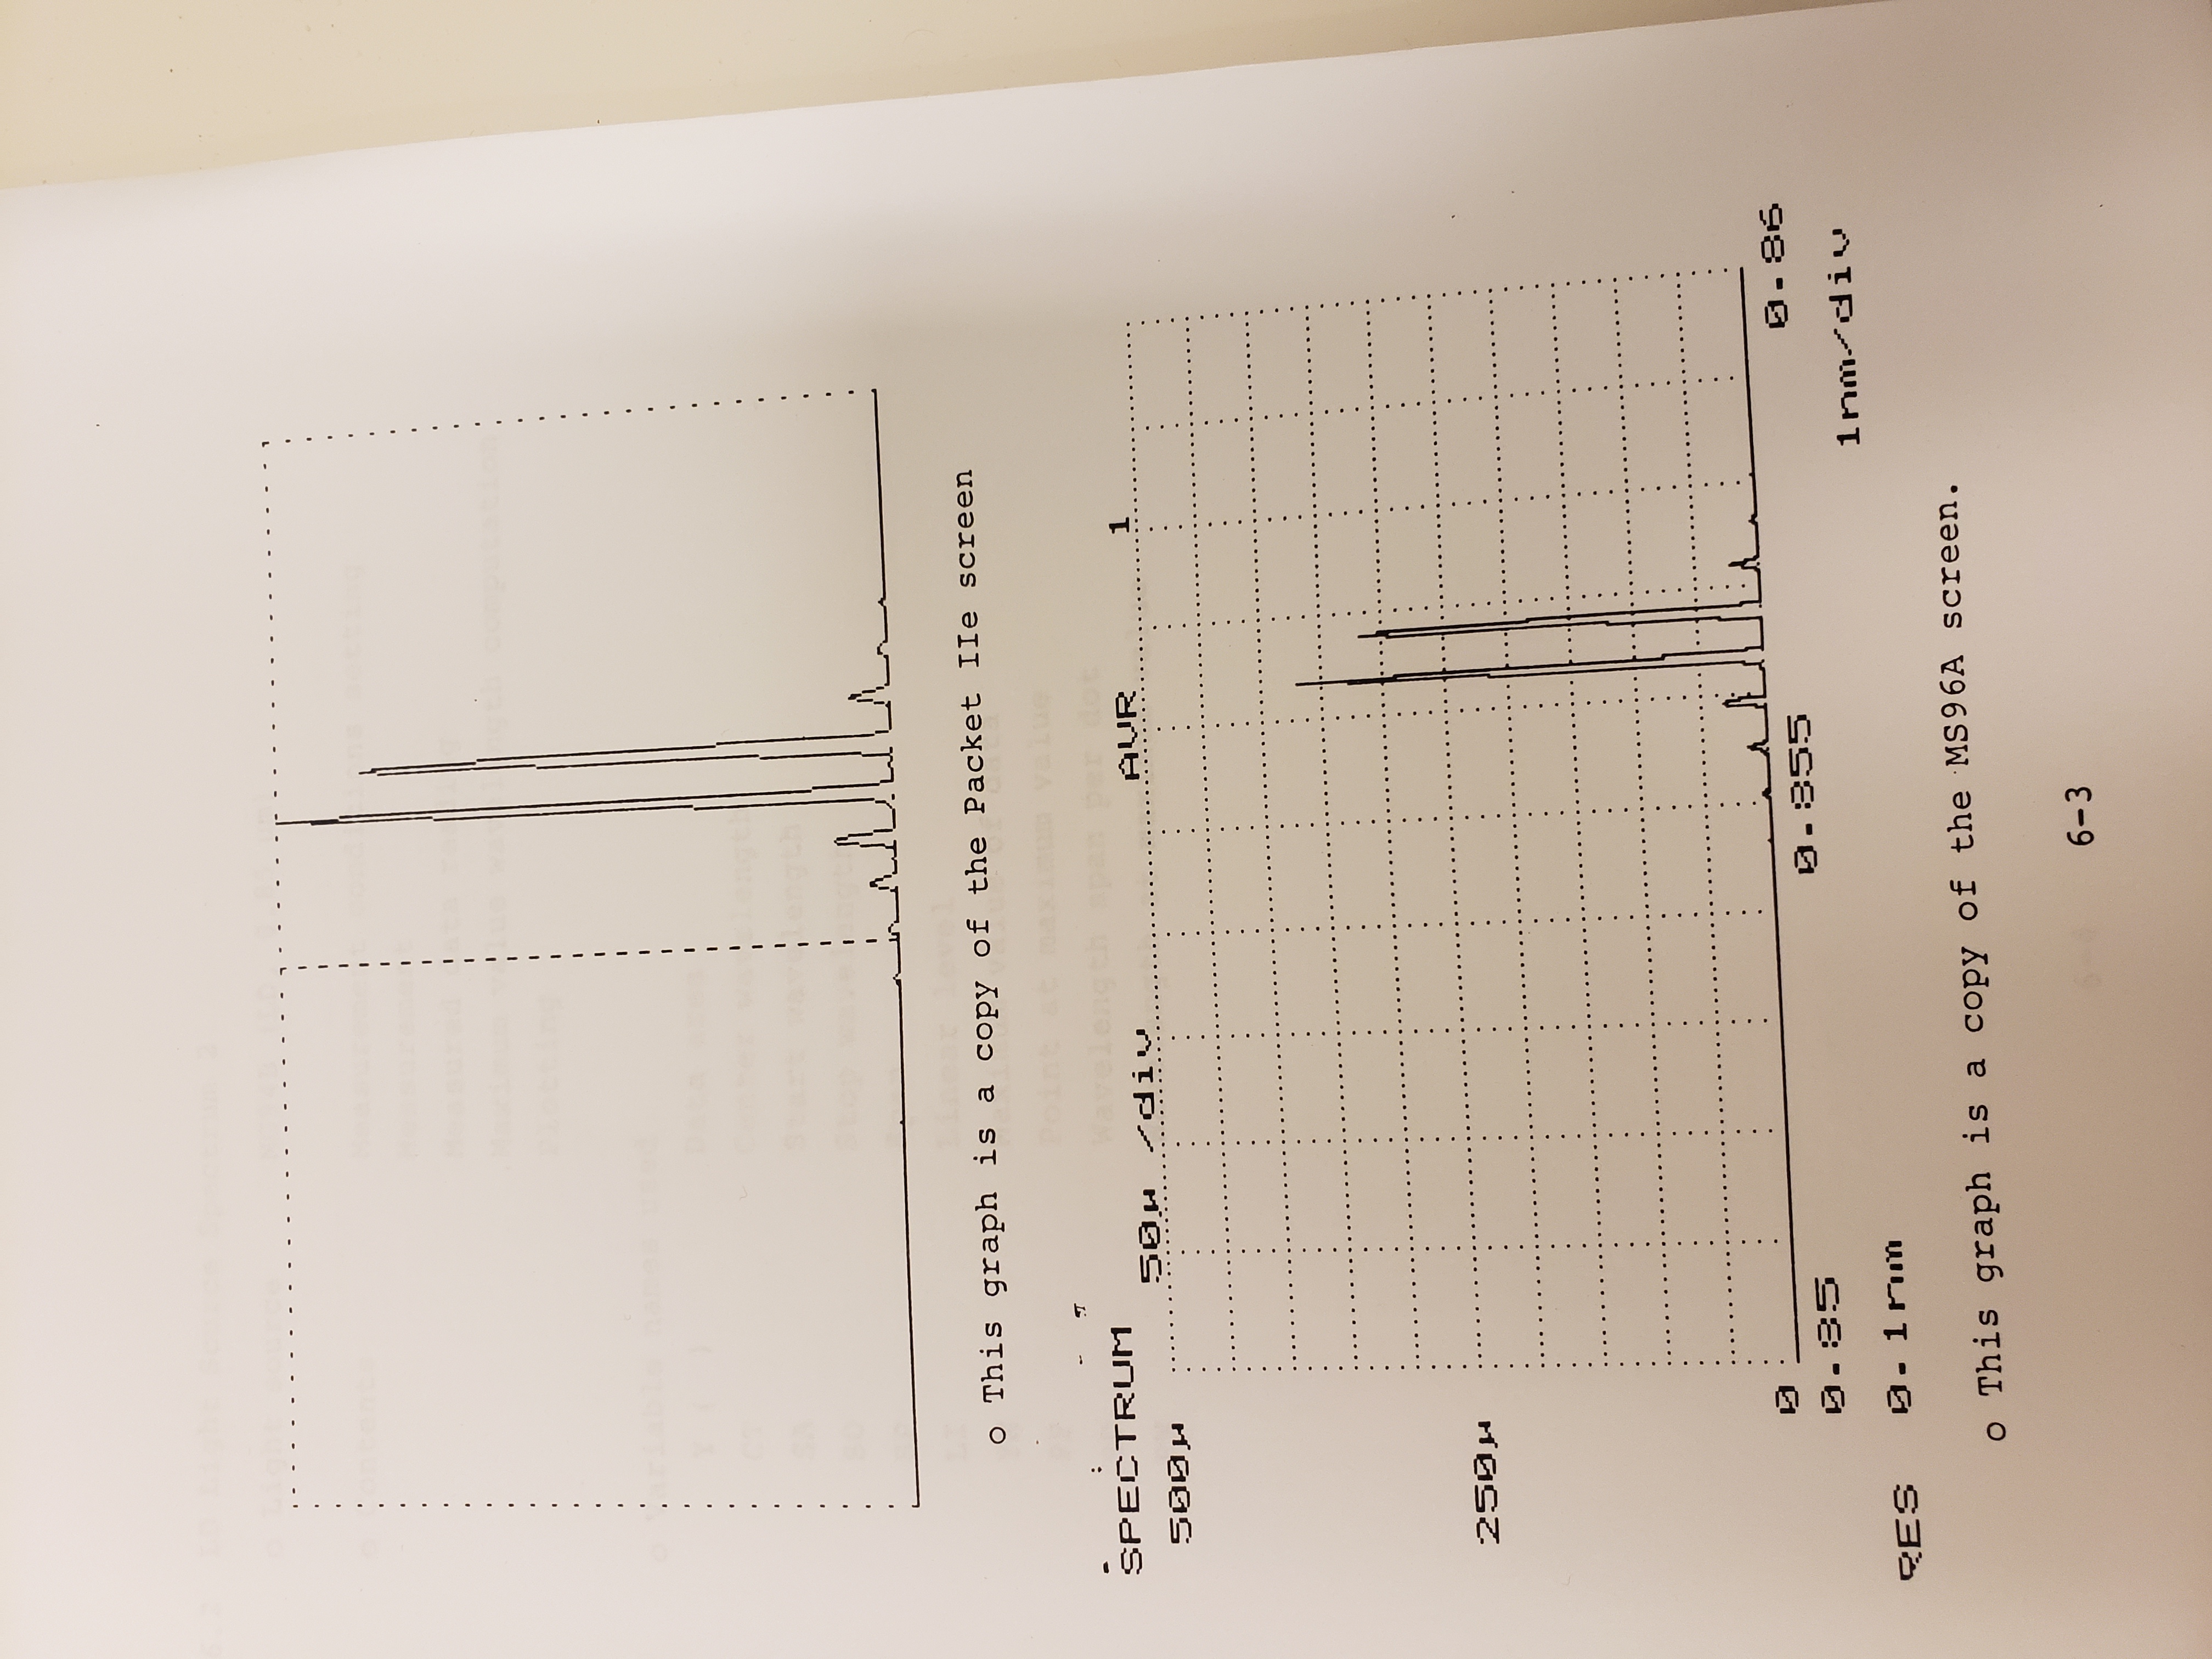 o This graph is a copy of the Packet IIe screen
SPECTRUM
50μ /div AVR 1
500μ
250μ
0
0.85 0.855 0.86
1nm/div
RES 0.1nm
o This graph is a copy of the MS96A screen.
6-3